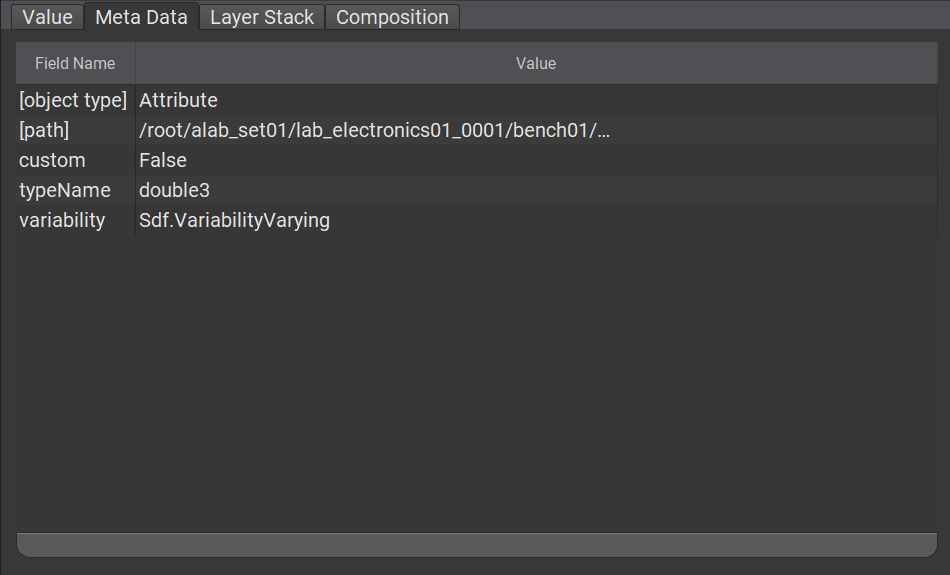 Value Meta Data Layer Stack Composition
Field Name Value
[object type] Attribute
[path] /root/alab_set01/lab_electronics01_0001/bench01/...
custom False
typeName double3
variability Sdf.VariabilityVarying